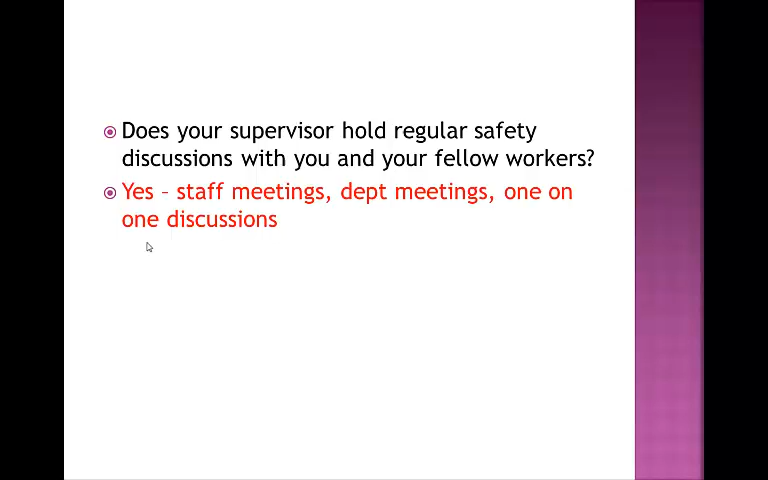 Does your supervisor hold regular safety
discussions with you and your fellow workers?
Yes – staff meetings, dept meetings, one on
one discussions